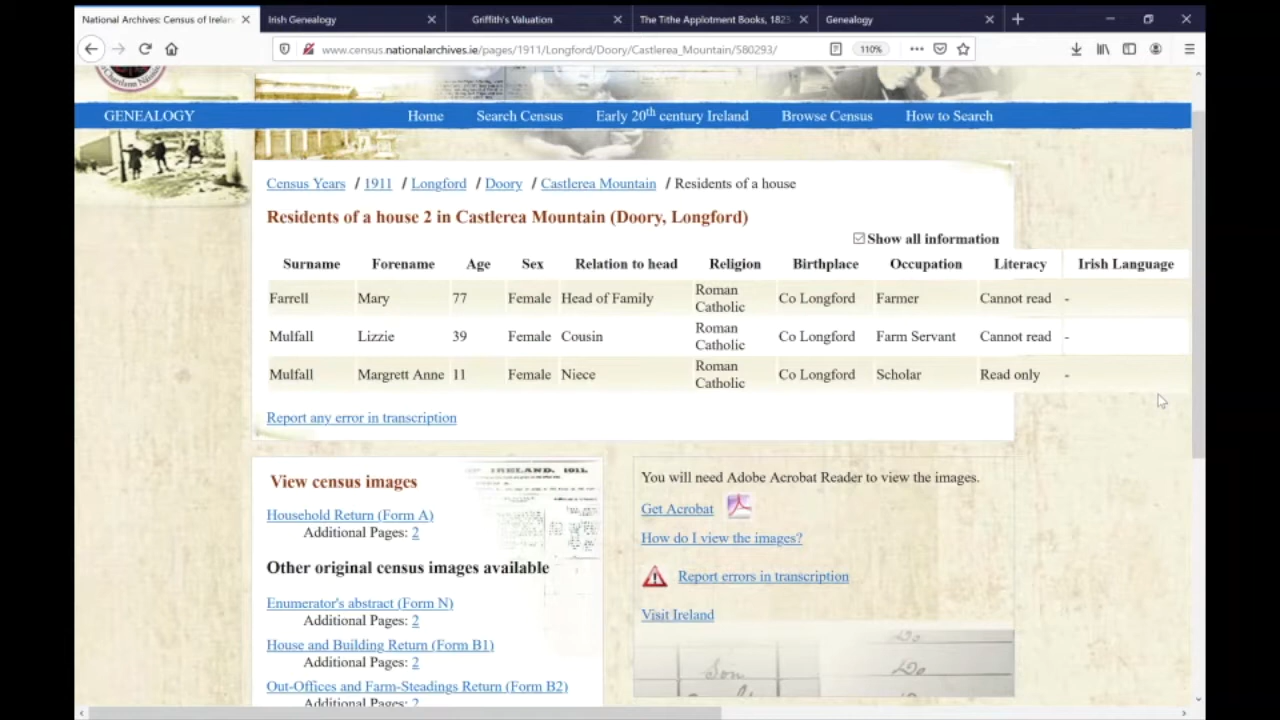 National Archives: Census of Irelan
Irish Genealogy
Griffith's Valuation
The Tithe Applotment Books, 1823
Genealogy
www.census.nationalarchives.ie/pages/1911/Longford/Doory/Castlerea_Mountain/580293/
110%
GENEALOGY
Home
Search Census
Early 20th century Ireland
Browse Census
How to Search
Census Years / 1911 / Longford / Doory / Castlerea Mountain / Residents of a house
Residents of a house 2 in Castlerea Mountain (Doory, Longford)
Show all information
Surname Forename Age Sex Relation to head Religion Birthplace Occupation Literacy Irish Language
Farrell Mary 77 Female Head of Family Roman Catholic Co Longford Farmer Cannot read -
Mulfall Lizzie 39 Female Cousin Roman Catholic Co Longford Farm Servant Cannot read -
Mulfall Margrett Anne 11 Female Niece Roman Catholic Co Longford Scholar Read only -
Report any error in transcription
OF IRELAND, 1911.
View census images
Household Return (Form A)
Additional Pages: 2
Other original census images available
Enumerator's abstract (Form N)
Additional Pages: 2
House and Building Return (Form B1)
Additional Pages: 2
Out-Offices and Farm-Steadings Return (Form B2)
Additional Pages: 2
You will need Adobe Acrobat Reader to view the images.
Get Acrobat
How do I view the images?
Report errors in transcription
Visit Ireland
Do
Son
Do